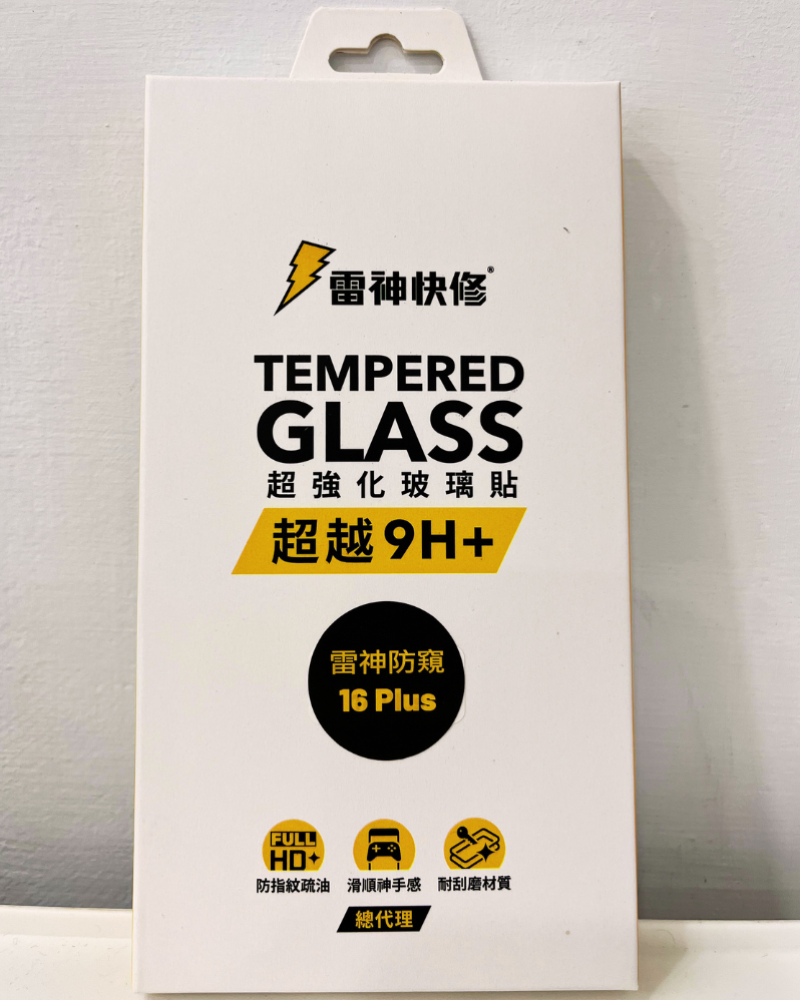 雷神快修®
TEMPERED
GLASS
超強化玻璃貼
超越9H+
雷神防窺
16 Plus
FULL
HD+
防指紋疏油 滑順神手感 耐刮磨材質
總代理